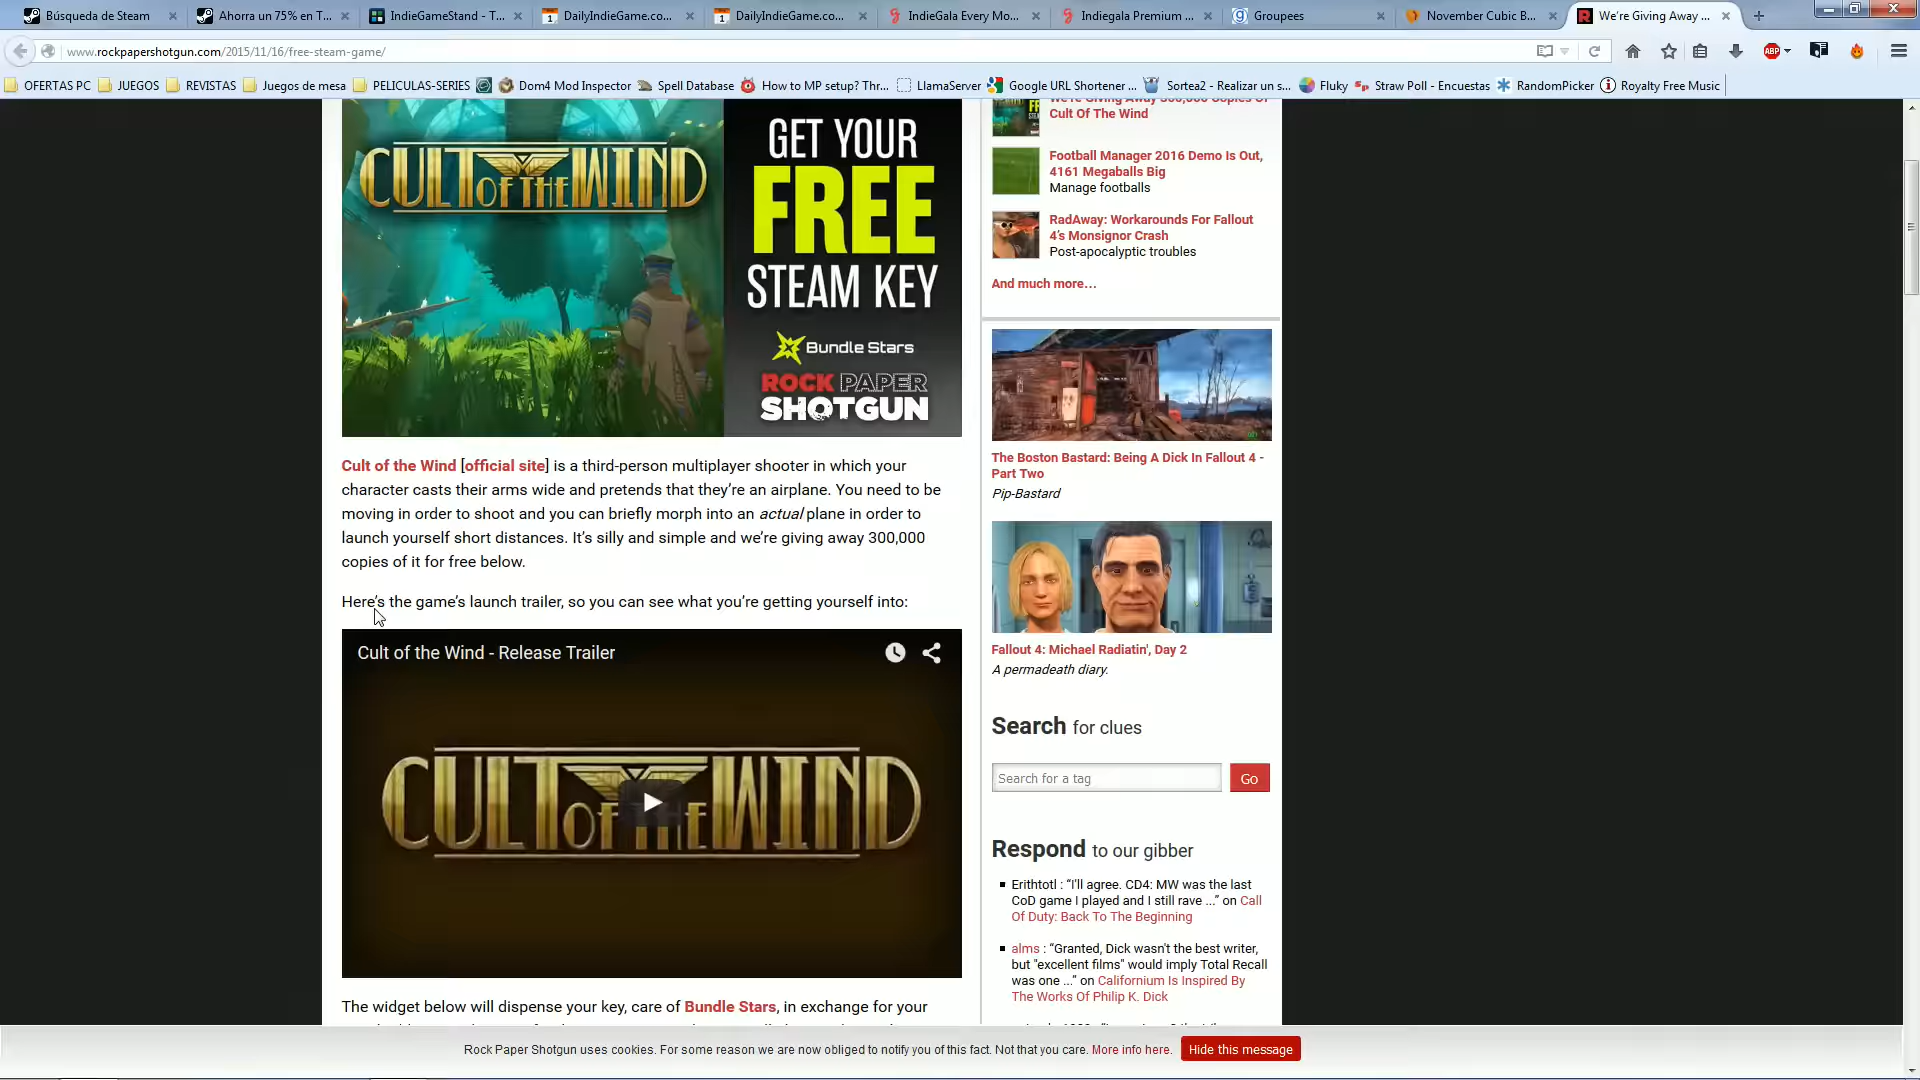 Búsqueda de Steam
Ahorra un 75% en T...
IndieGameStand - T...
DailyIndieGame.co...
DailyIndieGame.co...
IndieGala Every Mo...
Indiegala Premium ...
Groupees
November Cubic B...
We're Giving Away ...
www.rockpapershotgun.com/2015/11/16/free-steam-game/
ABP
OFERTAS PC
JUEGOS
REVISTAS
Juegos de mesa
PELICULAS-SERIES
Dom4 Mod Inspector
Spell Database
How to MP setup? Thr...
LlamaServer
Google URL Shortener ...
Sortea2 - Realizar un s...
Fluky
Straw Poll - Encuestas
RandomPicker
Royalty Free Music
CULT OF THE WIND
GET YOUR
FREE
STEAM KEY
Bundle Stars
ROCK PAPER
SHOTGUN
Cult of the Wind [official site] is a third-person multiplayer shooter in which your
character casts their arms wide and pretends that they're an airplane. You need to be
moving in order to shoot and you can briefly morph into an actual plane in order to
launch yourself short distances. It's silly and simple and we're giving away 300,000
copies of it for free below.
Here's the game's launch trailer, so you can see what you're getting yourself into:
Cult of the Wind - Release Trailer
CULT OF THE WIND
The widget below will dispense your key, care of Bundle Stars, in exchange for your
We're Giving Away 300,000 Copies Of
Cult Of The Wind
Football Manager 2016 Demo Is Out,
4161 Megaballs Big
Manage footballs
RadAway: Workarounds For Fallout
4's Monsignor Crash
Post-apocalyptic troubles
And much more...
The Boston Bastard: Being A Dick In Fallout 4 -
Part Two
Pip-Bastard
Fallout 4: Michael Radiatin', Day 2
A permadeath diary.
Search for clues
Search for a tag
Go
Respond to our gibber
Erithtotl : “I'll agree. CD4: MW was the last
CoD game I played and I still rave ...” on Call
Of Duty: Back To The Beginning
alms : “Granted, Dick wasn't the best writer,
but "excellent films" would imply Total Recall
was one ...” on Californium Is Inspired By
The Works Of Philip K. Dick
Rock Paper Shotgun uses cookies. For some reason we are now obliged to notify you of this fact. Not that you care. More info here.
Hide this message